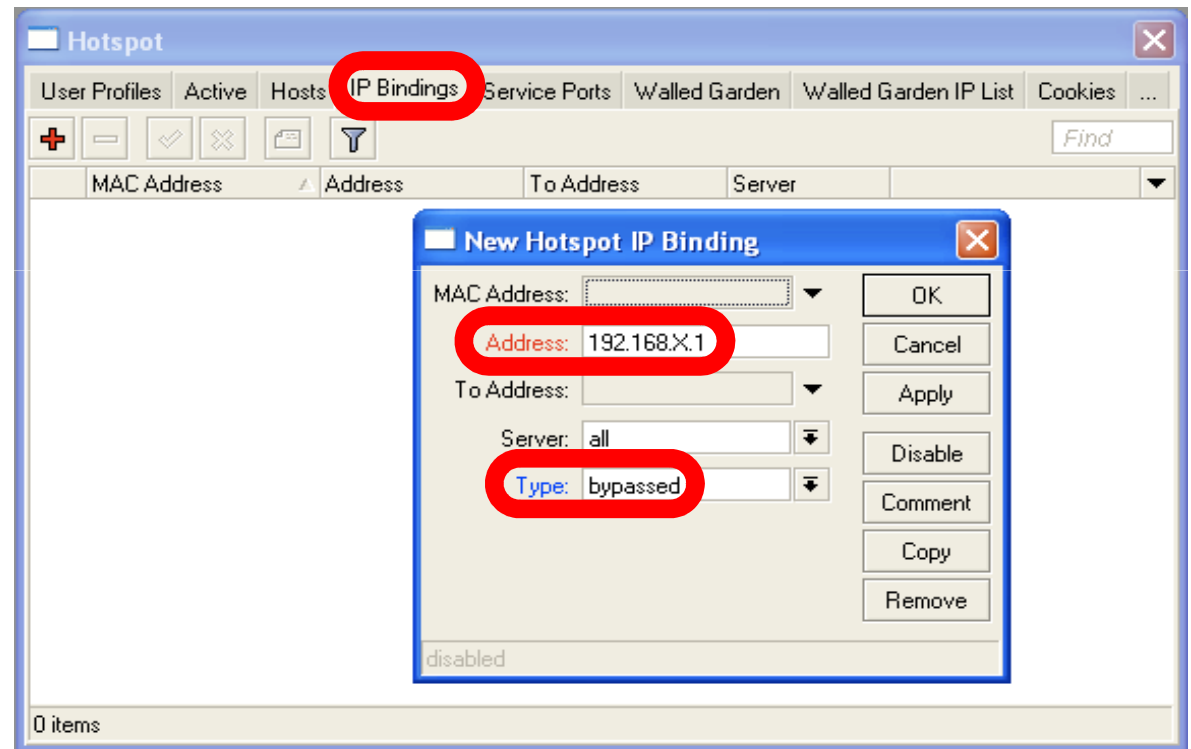 Hotspot
User Profiles Active Hosts IP Bindings Service Ports Walled Garden Walled Garden IP List Cookies ...
Find
MAC Address Address To Address Server
New Hotspot IP Binding
MAC Address: OK
Address: 192.168.X.1 Cancel
To Address: Apply
Server: all Disable
Type: bypassed Comment
Copy
Remove
disabled
0 items